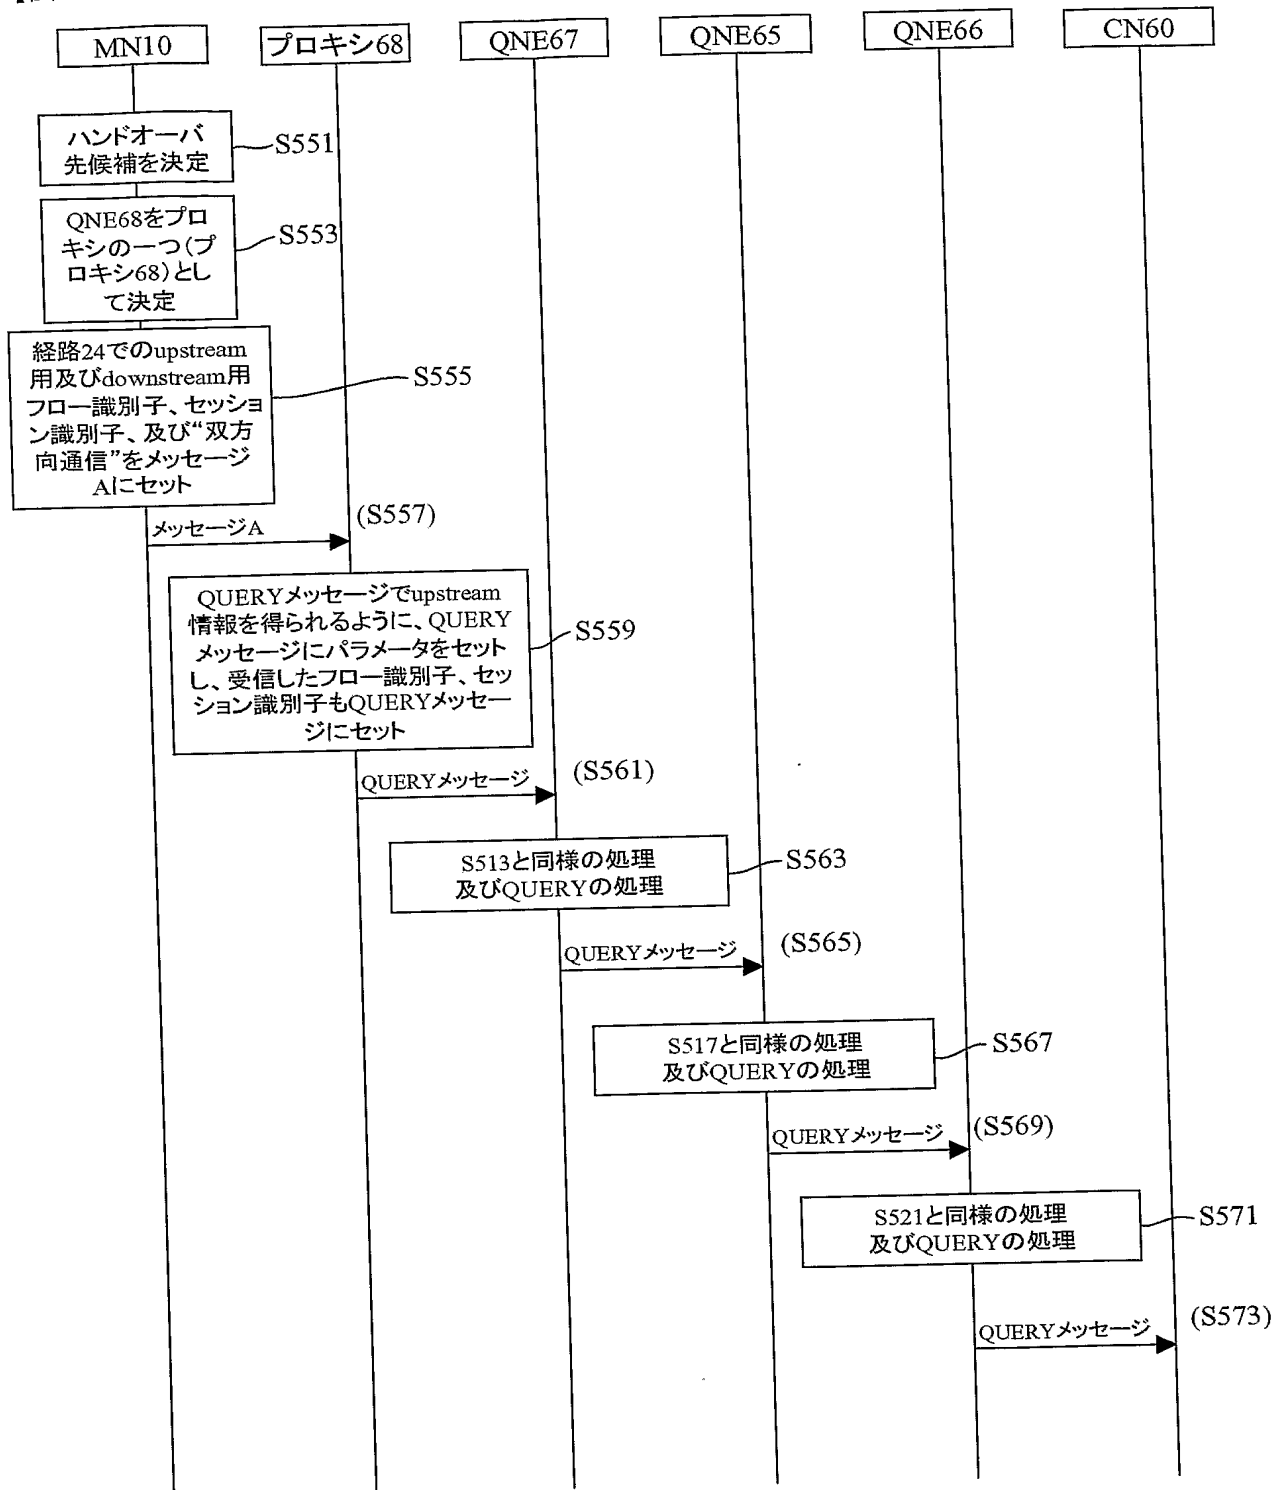 MN10
プロキシ68
QNE67
QNE65
QNE66
CN60
ハンドオーバ
先候補を決定
S551
QNE68をプロ
キシの一つ(プ
ロキシ68)とし
て決定
S553
経路24でのupstream
用及びdownstream用
フロー識別子、セッショ
ン識別子、及び“双方
向通信”をメッセージ
Aにセット
S555
メッセージA
(S557)
QUERYメッセージでupstream
情報を得られるように、QUERY
メッセージにパラメータをセット
し、受信したフロー識別子、セッ
ション識別子もQUERYメッセー
ジにセット
S559
QUERYメッセージ
(S561)
S513と同様の処理
及びQUERYの処理
S563
QUERYメッセージ
(S565)
S517と同様の処理
及びQUERYの処理
S567
QUERYメッセージ
(S569)
S521と同様の処理
及びQUERYの処理
S571
QUERYメッセージ
(S573)